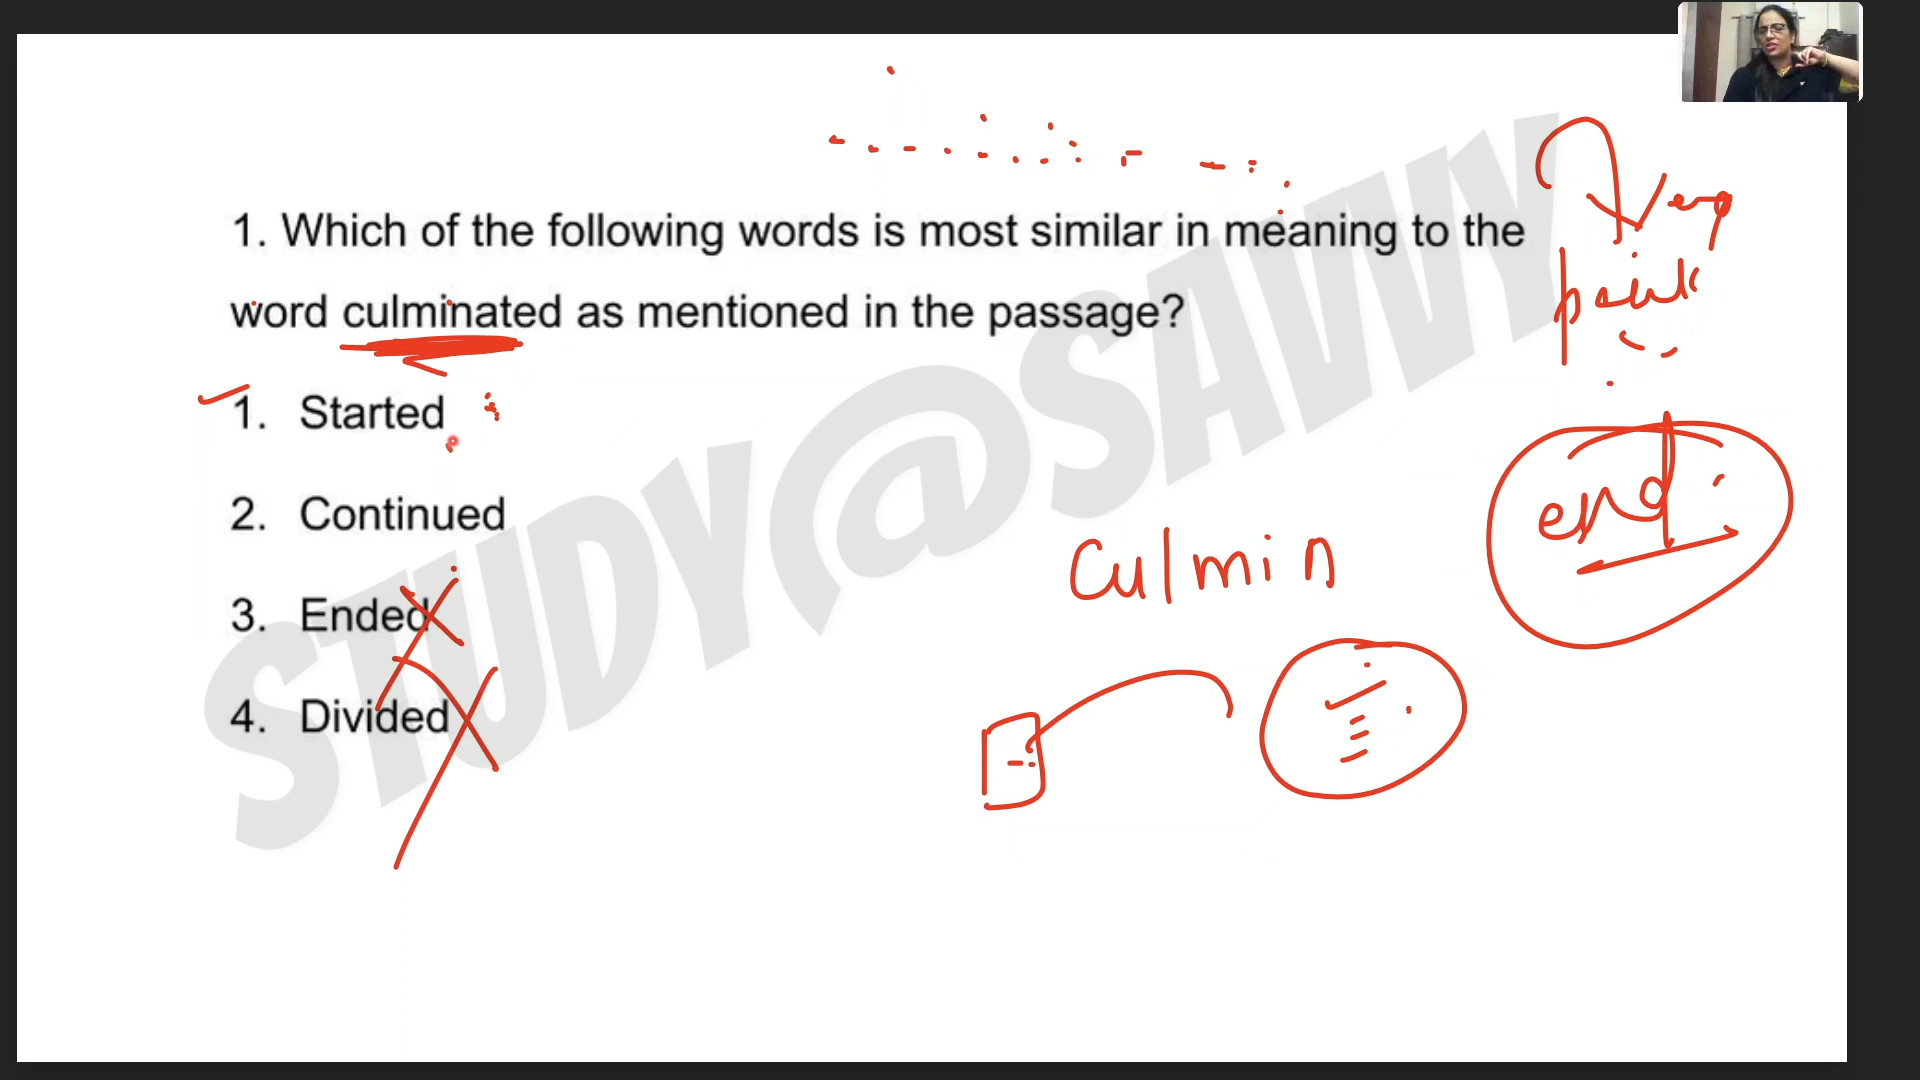 1. Which of the following words is most similar in meaning to the
word culminated as mentioned in the passage?
1. Started
2. Continued
3. Ended
4. Divided
STUDY@SAVVY
end
Culmin